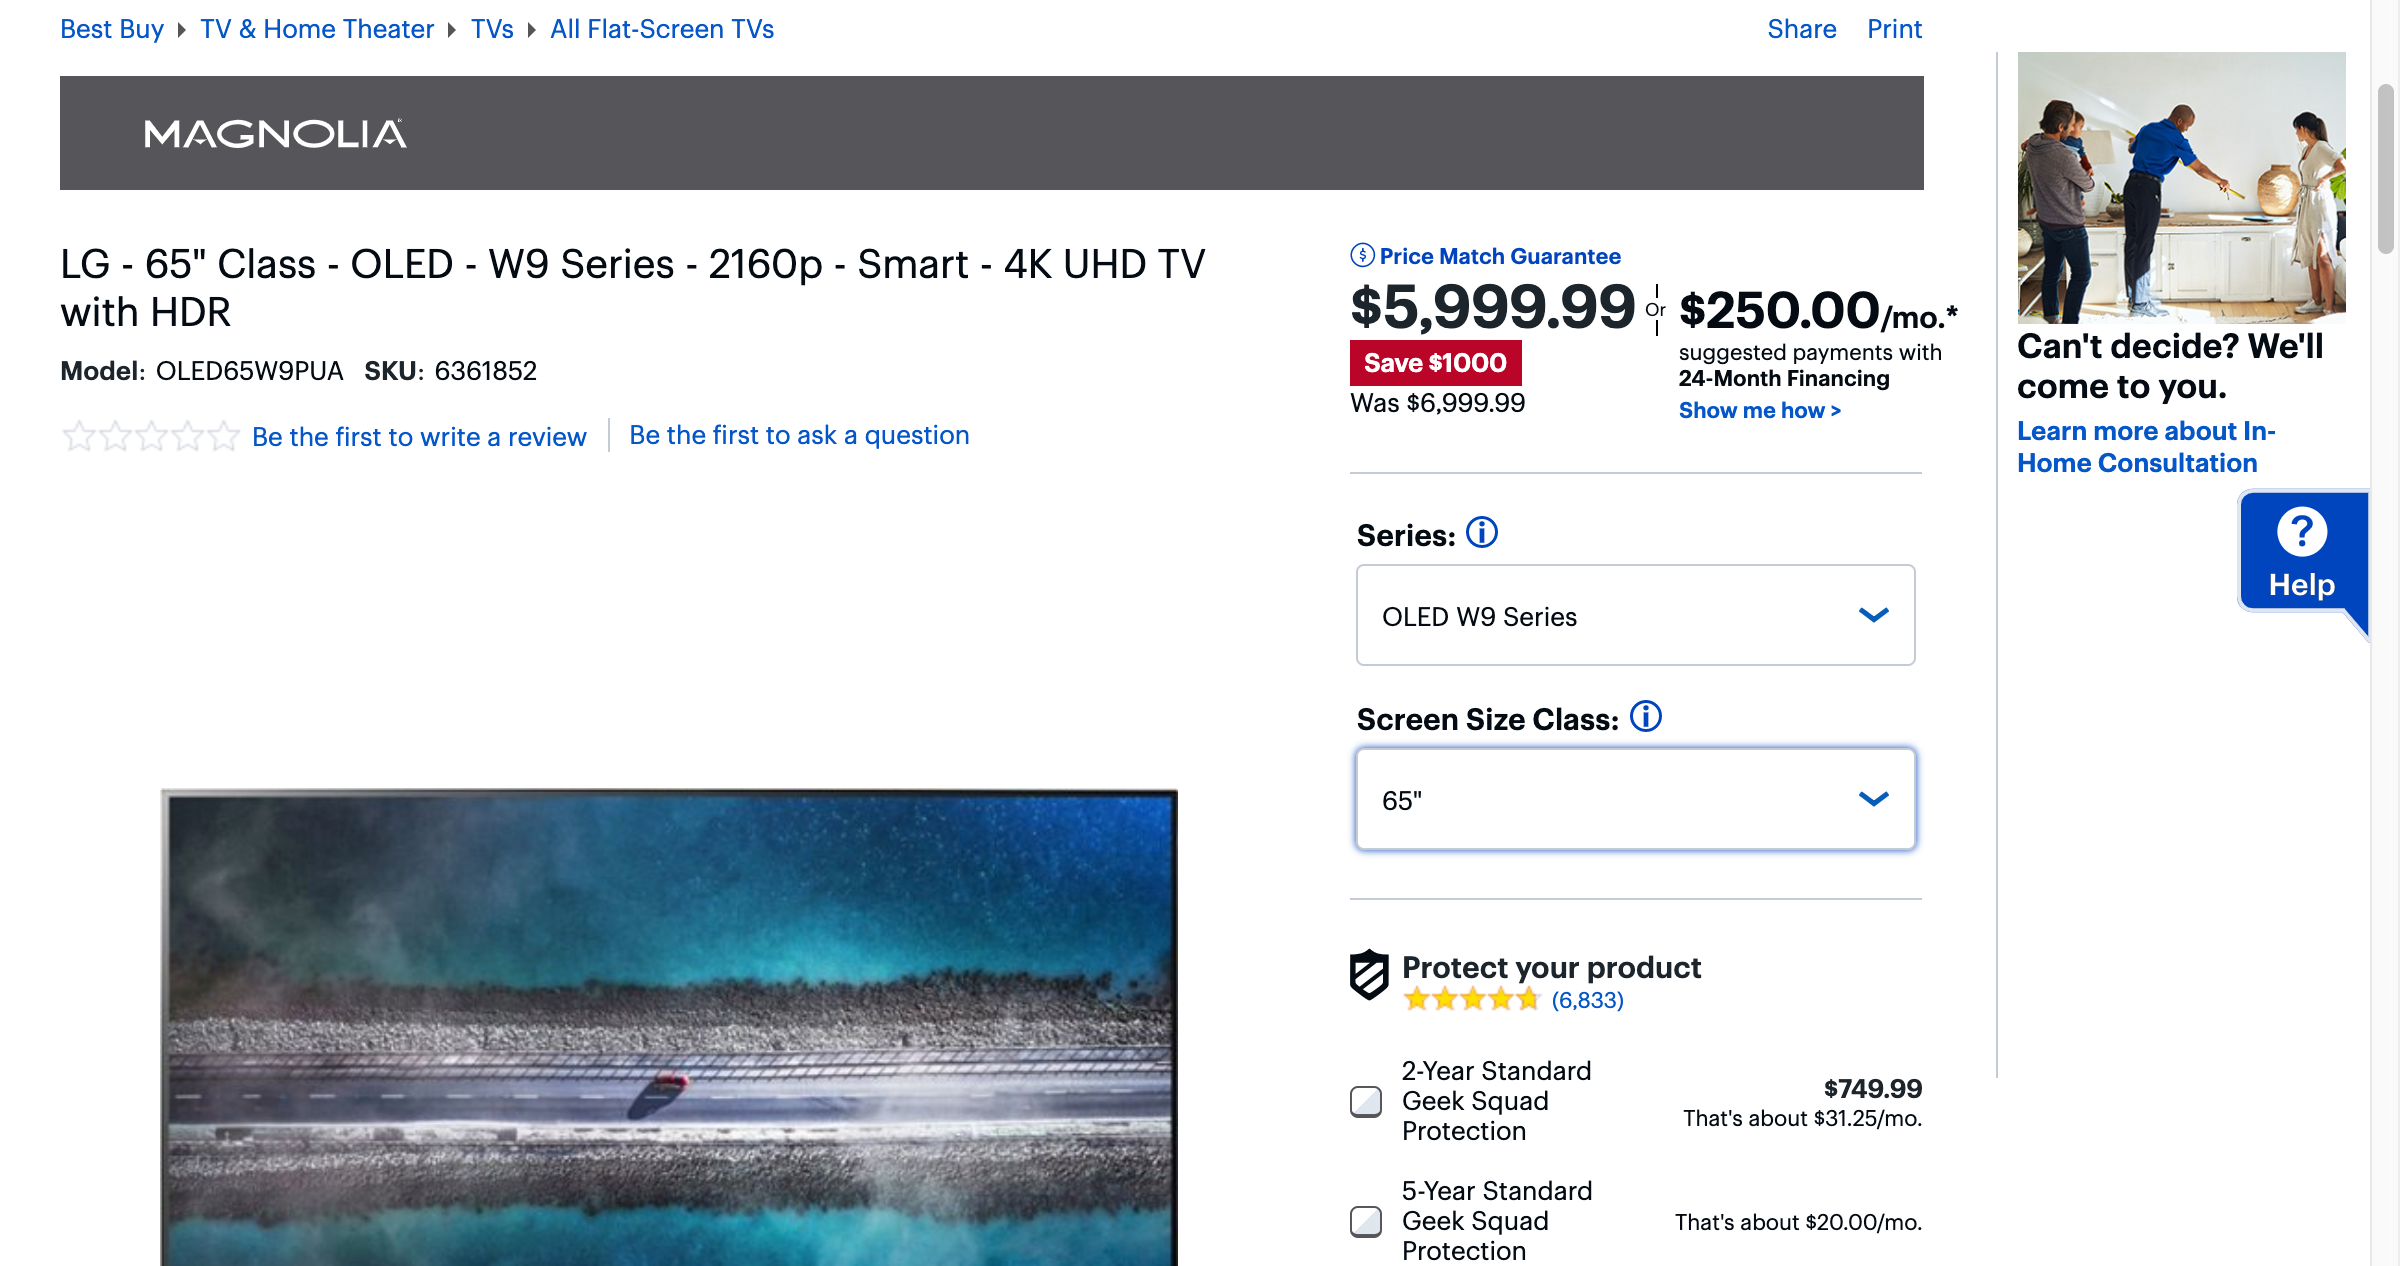 Best Buy TV & Home Theater TVs All Flat-Screen TVs
Share Print
MAGNOLIA
LG - 65" Class - OLED - W9 Series - 2160p - Smart - 4K UHD TV
with HDR
Model: OLED65W9PUA SKU: 6361852
Be the first to write a review
Be the first to ask a question
Price Match Guarantee
$5,999.99
Save $1000
Was $6,999.99
Or
$250.00/mo.*
suggested payments with
24-Month Financing
Show me how >
Series:
OLED W9 Series
Screen Size Class:
65"
Protect your product
(6,833)
2-Year Standard
Geek Squad
Protection
$749.99
That's about $31.25/mo.
5-Year Standard
Geek Squad
Protection
That's about $20.00/mo.
Can't decide? We'll
come to you.
Learn more about In-
Home Consultation
?
Help